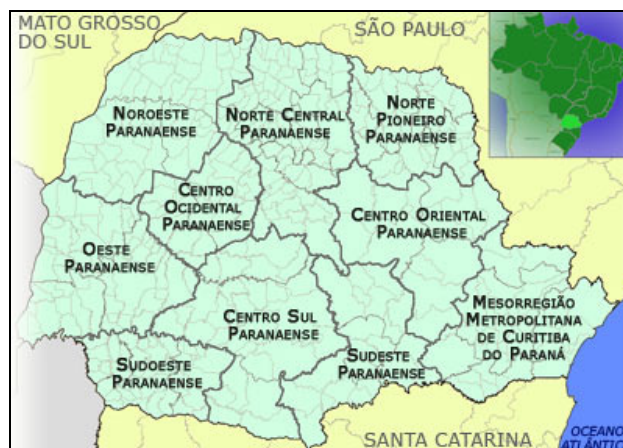 MATO GROSSO
DO SUL
SÃO PAULO
NOROESTE
PARANAENSE
NORTE CENTRAL
PARANAENSE
NORTE
PIONEIRO
PARANAENSE
CENTRO
OCIDENTAL
PARANAENSE
CENTRO ORIENTAL
PARANAENSE
OESTE
PARANAENSE
CENTRO SUL
PARANAENSE
MESORREGIÃO
METROPOLITANA
DE CURITIBA
DO PARANÁ
SUDOESTE
PARANAENSE
SUDESTE
PARANAENSE
SANTA CATARINA
OCEANO
ATLÂNTICO